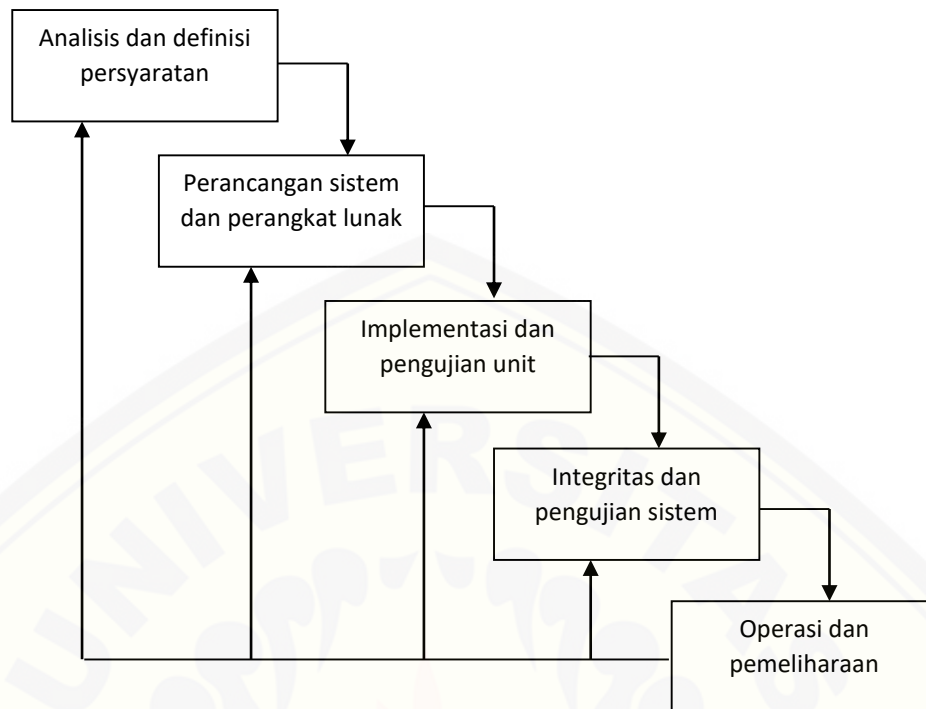 Analisis dan definisi
persyaratan
Perancangan sistem
dan perangkat lunak
Implementasi dan
pengujian unit
Integritas dan
pengujian sistem
Operasi dan
pemeliharaan
UNIVERSITAS